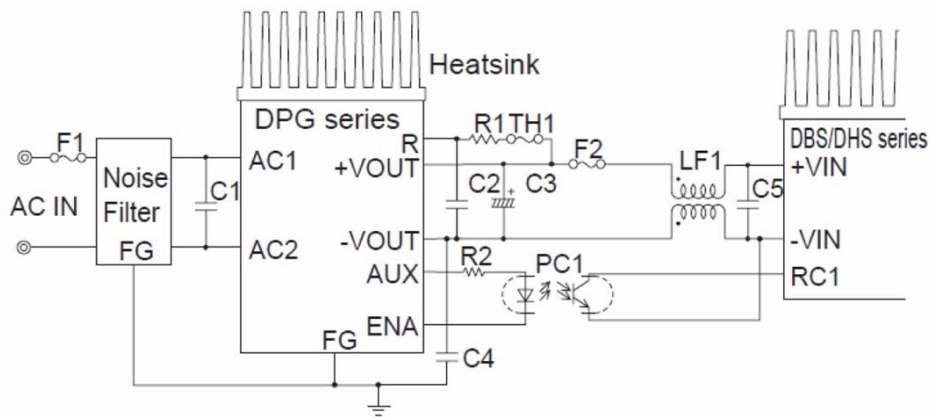 Heatsink
DPG series
DBS/DHS series
F1
AC IN
Noise
Filter
FG
C1
AC1
AC2
R
+VOUT
-VOUT
AUX
ENA
FG
R1
TH1
F2
C2
C3
LF1
C5
+VIN
-VIN
RC1
R2
PC1
C4